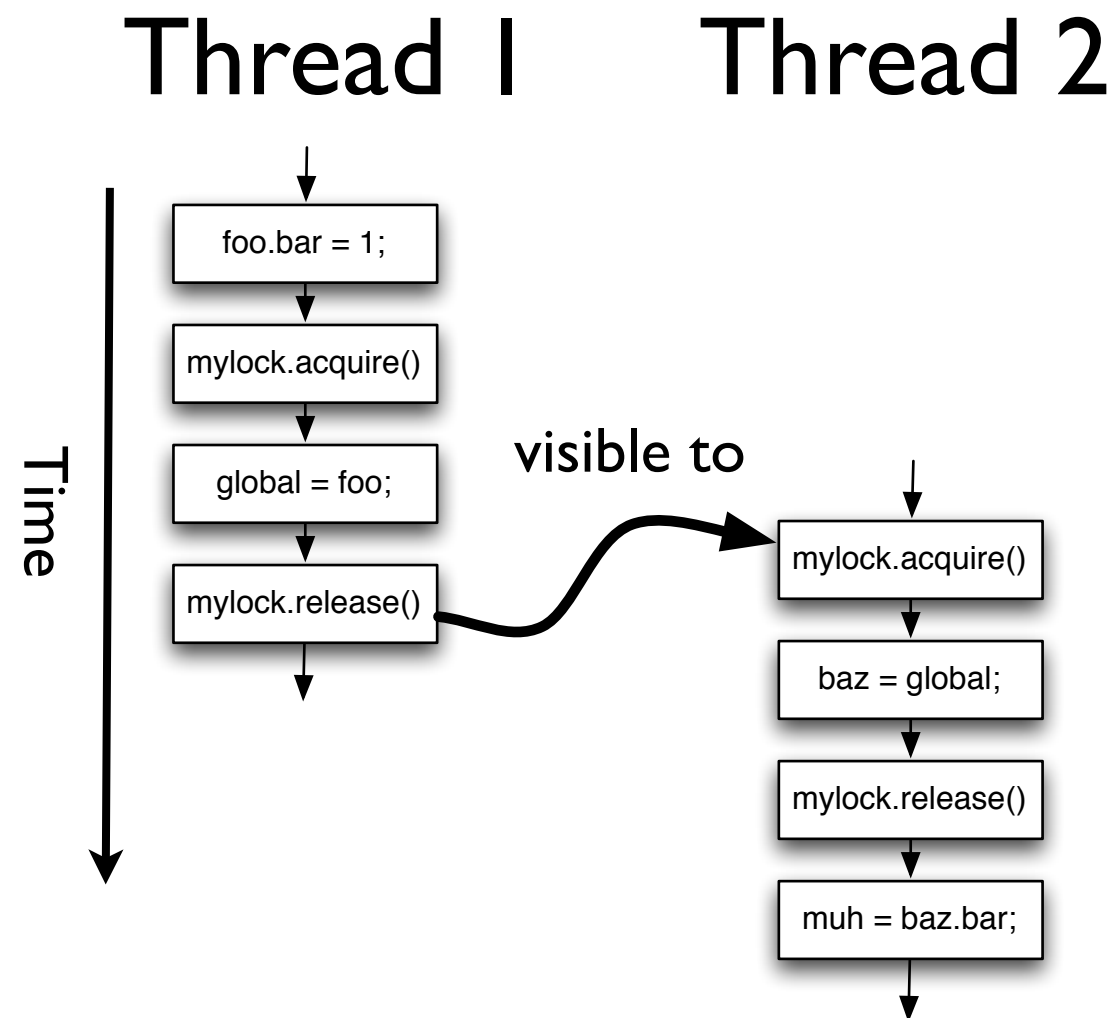 Thread 1
Thread 2
Time
foo.bar = 1;
mylock.acquire()
global = foo;
mylock.release()
visible to
mylock.acquire()
baz = global;
mylock.release()
muh = baz.bar;